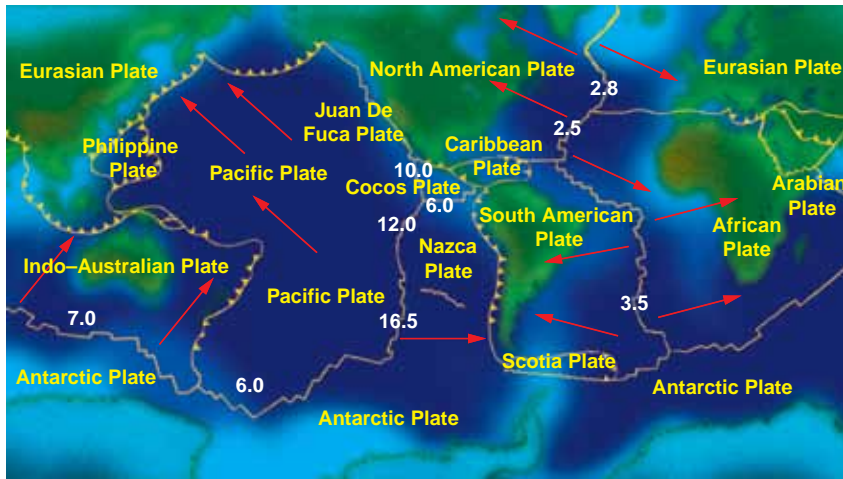 Eurasian Plate
North American Plate
Eurasian Plate
2.8
Juan De
Fuca Plate
2.5
Philippine
Plate
Caribbean
Plate
Pacific Plate
10.0
Cocos Plate
Arabian
Plate
6.0
12.0
South American
Plate
African
Plate
Nazca
Plate
Indo–Australian Plate
Pacific Plate
3.5
7.0
16.5
Scotia Plate
Antarctic Plate
6.0
Antarctic Plate
Antarctic Plate